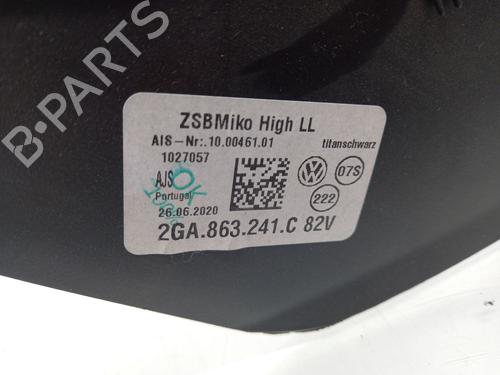 ZSBMiko High LL
AIS-Nr.:10.00461.01
titanschwarz
1027057
AJS
Portugal
26.06.2020
07S
222
OK
2GA.863.241.C 82V